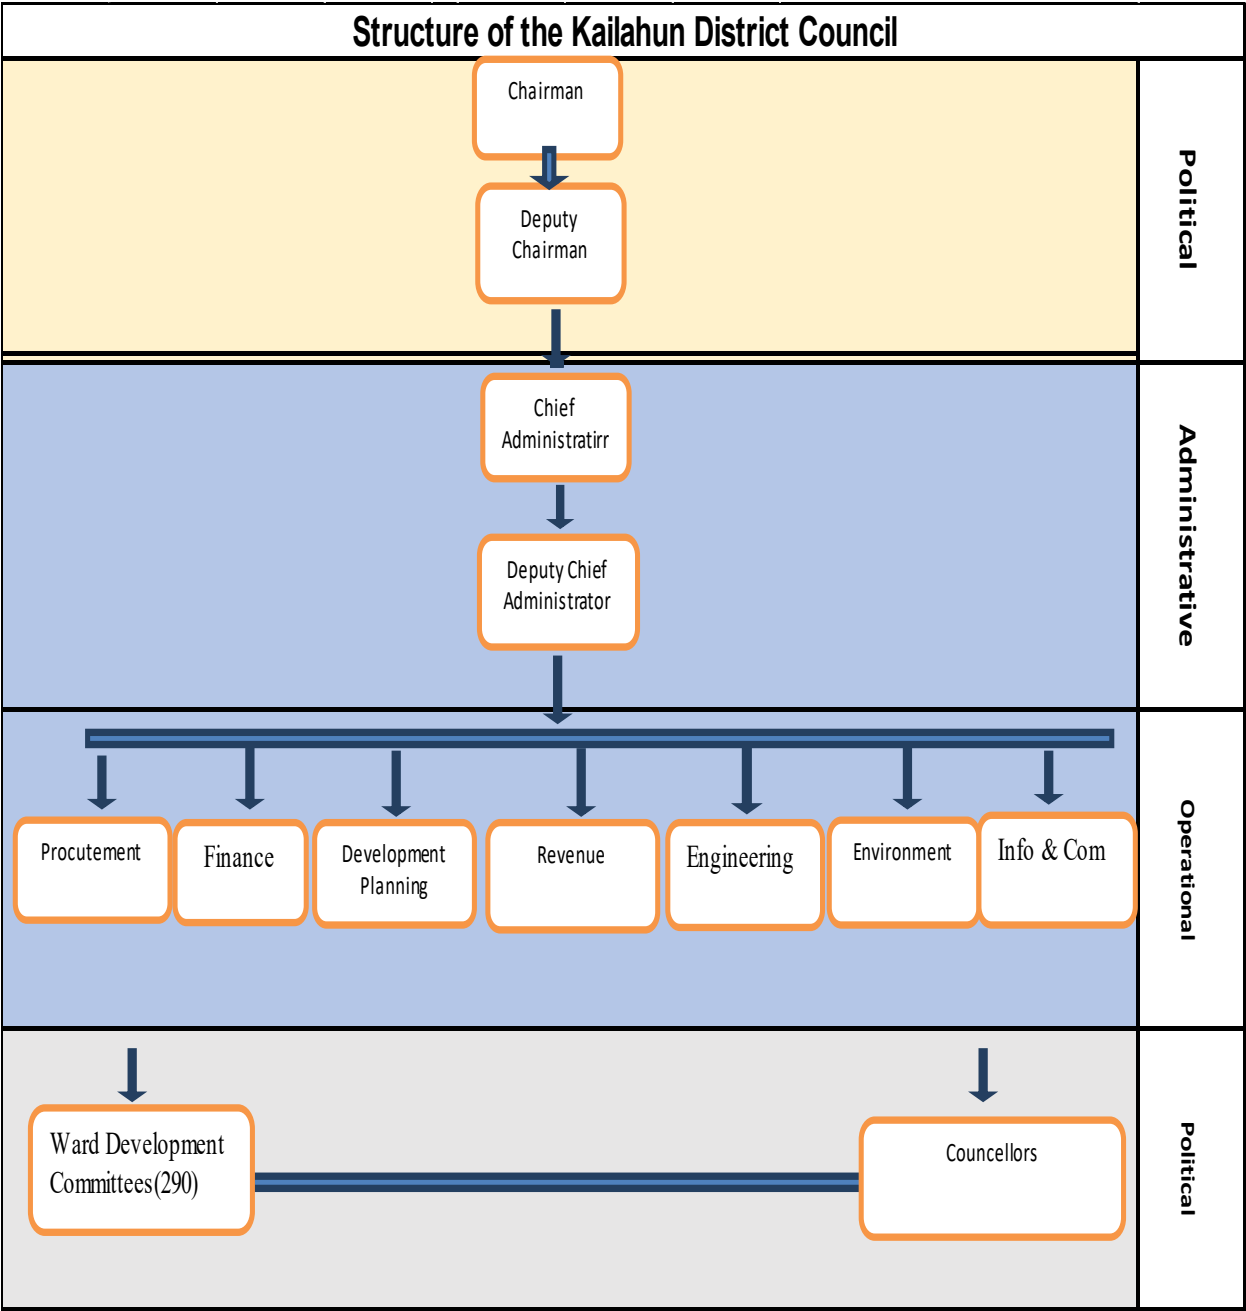 Structure of the Kailahun District Council
Chairman
Political
Deputy
Chairman
Chief
Administratirr
Administrative
Deputy Chief
Administrator
Procutement
Finance
Development
Planning
Revenue
Engineering
Environment
Info & Com
Operational
Ward Development
Committees(290)
Councellors
Political